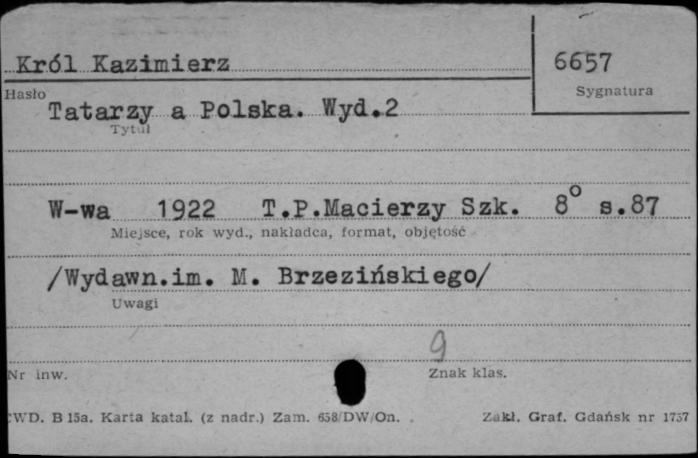 Król Kazimierz
6657
Hasło
Sygnatura
Tatarzy a Polska. Wyd.2
Tytuł
W-wa 1922 T.P.Macierzy Szk. 8° s.87
Miejsce, rok wyd., nakładca, format, objętość
/Wydawn.im. M. Brzezińskiego/
Uwagi
9
Nr inw.
Znak klas.
CWD. B 15a. Karta katal. (z nadr.) Zam. 658/DW/On.
Zakł. Graf. Gdańsk nr 1757